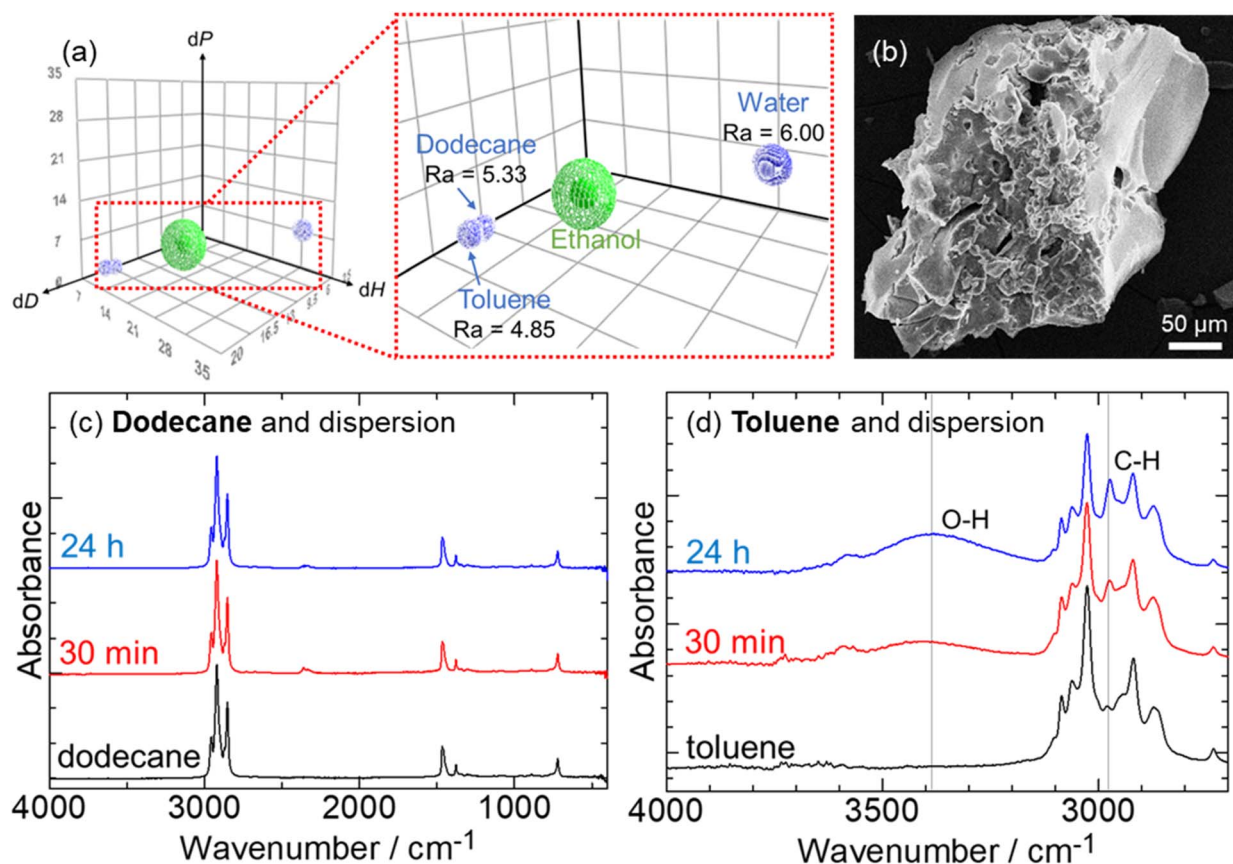 (a)
dP
35
28
21
14
7
dD
dH
7
14
21
28
35
20
16.5
13
9.5
6
Water
Ra = 6.00
Dodecane
Ra = 5.33
Ethanol
Toluene
Ra = 4.85
(b)
50 µm
(c) Dodecane and dispersion
24 h
30 min
dodecane
Absorbance
4000 3000 2000 1000
Wavenumber / cm-1
(d) Toluene and dispersion
C-H
O-H
24 h
30 min
toluene
Absorbance
4000 3500 3000
Wavenumber / cm-1